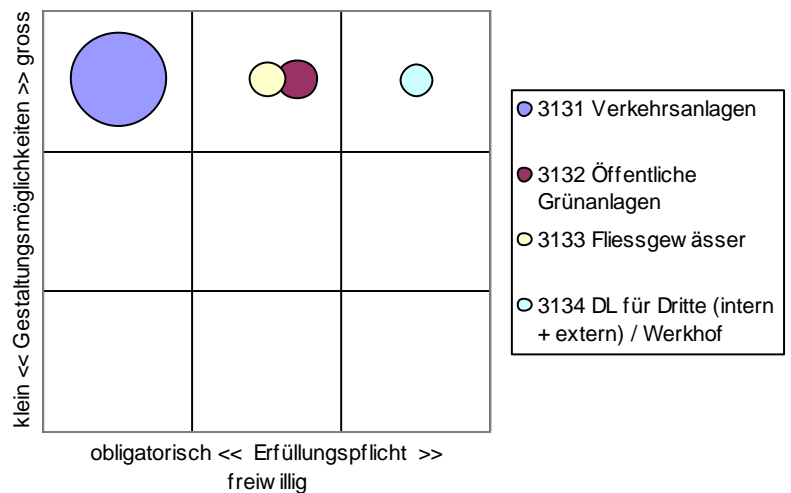 klein << Gestaltungsmöglichkeiten >> gross
3131 Verkehrsanlagen
3132 Öffentliche
Grünanlagen
3133 Fliessgewässer
3134 DL für Dritte (intern
+ extern) / Werkhof
obligatorisch << Erfüllungspflicht >>
freiwillig